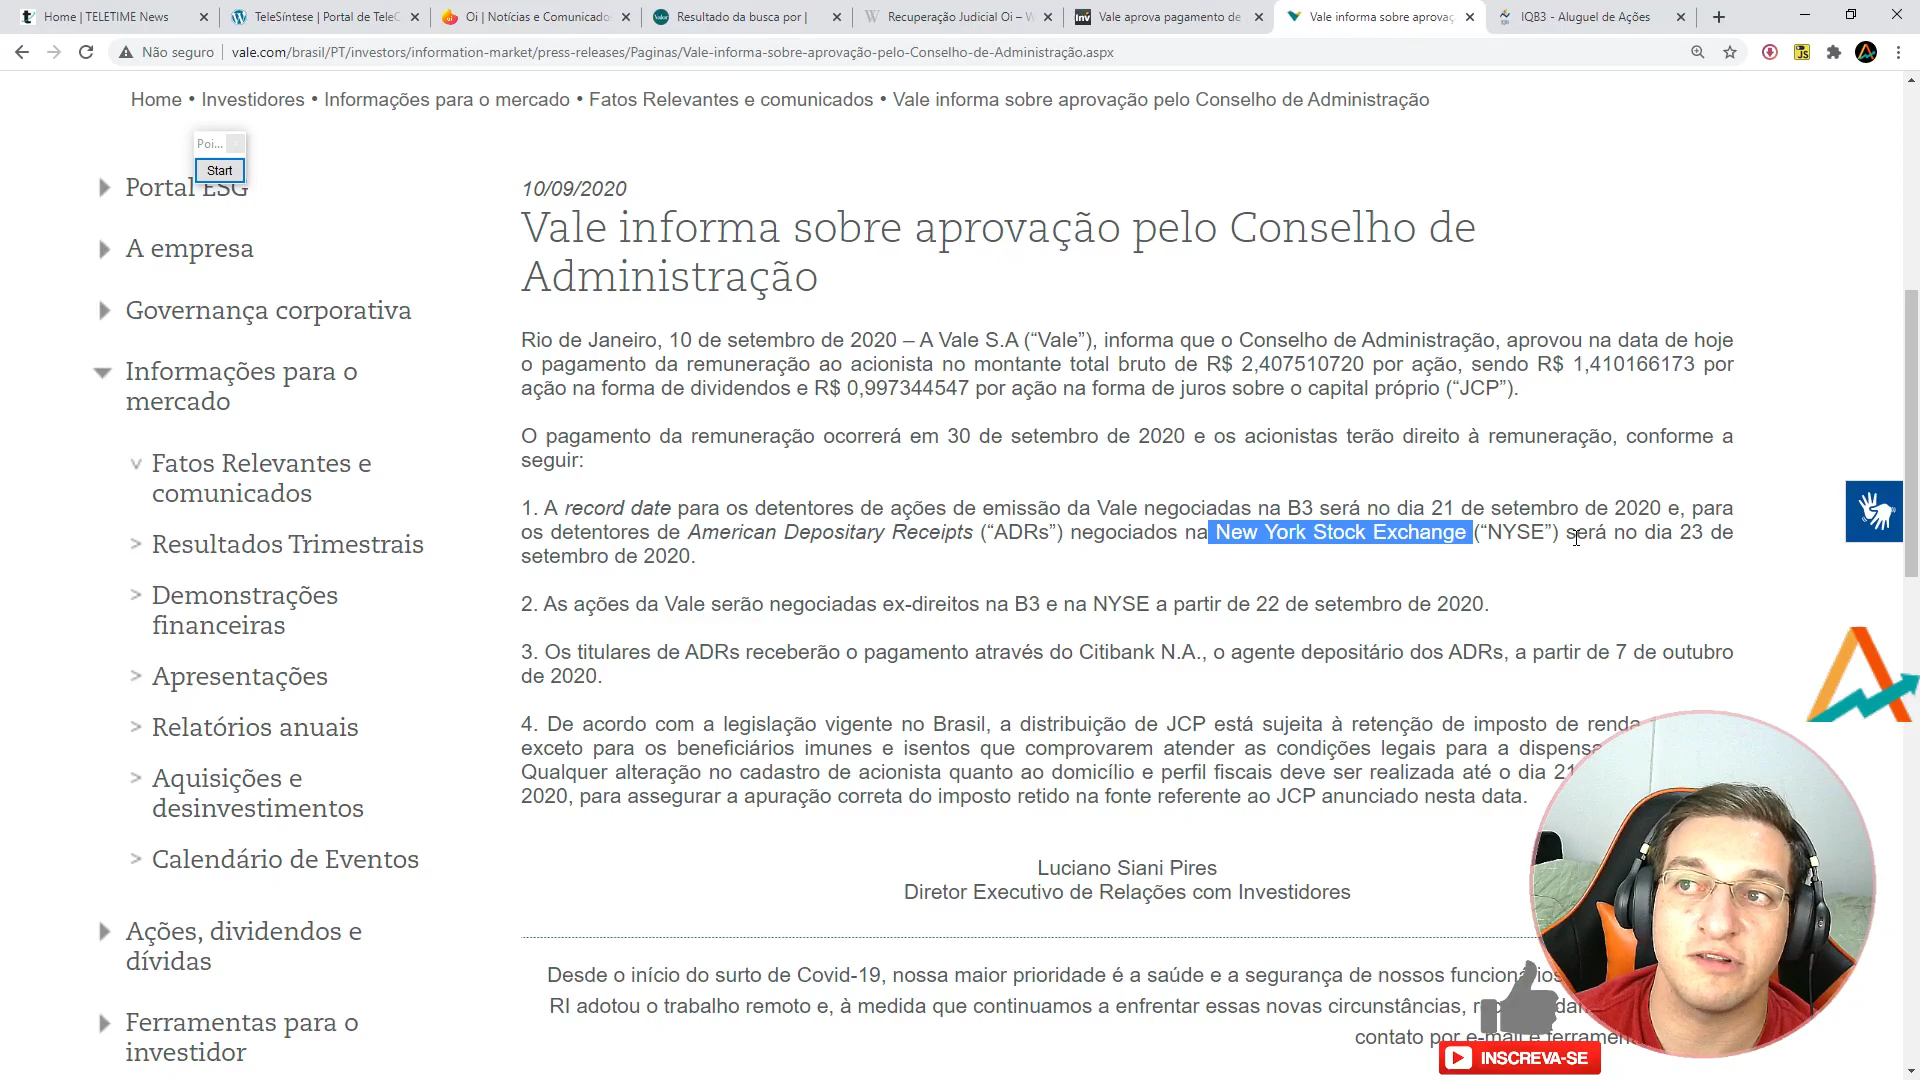 Home | TELETIME News
TeleSíntese | Portal de TeleC
Oi | Notícias e Comunicado
Resultado da busca por |
Recuperação Judicial Oi – W
Vale aprova pagamento de
Vale informa sobre aprovaç
IQB3 - Aluguel de Ações
Não seguro
vale.com/brasil/PT/investors/information-market/press-releases/Paginas/Vale-informa-sobre-aprovação-pelo-Conselho-de-Administração.aspx
Home • Investidores • Informações para o mercado • Fatos Relevantes e comunicados • Vale informa sobre aprovação pelo Conselho de Administração
Poi...
Start
Portal ESG
A empresa
Governança corporativa
Informações para o
mercado
Fatos Relevantes e
comunicados
Resultados Trimestrais
Demonstrações
financeiras
Apresentações
Relatórios anuais
Aquisições e
desinvestimentos
Calendário de Eventos
Ações, dividendos e
dívidas
Ferramentas para o
investidor
10/09/2020
Vale informa sobre aprovação pelo Conselho de
Administração
Rio de Janeiro, 10 de setembro de 2020 – A Vale S.A (“Vale”), informa que o Conselho de Administração, aprovou na data de hoje
o pagamento da remuneração ao acionista no montante total bruto de R$ 2,407510720 por ação, sendo R$ 1,410166173 por
ação na forma de dividendos e R$ 0,997344547 por ação na forma de juros sobre o capital próprio (“JCP”).
O pagamento da remuneração ocorrerá em 30 de setembro de 2020 e os acionistas terão direito à remuneração, conforme a
seguir:
1. A record date para os detentores de ações de emissão da Vale negociadas na B3 será no dia 21 de setembro de 2020 e, para
os detentores de American Depositary Receipts (“ADRs”) negociados na New York Stock Exchange (“NYSE”) será no dia 23 de
setembro de 2020.
2. As ações da Vale serão negociadas ex-direitos na B3 e na NYSE a partir de 22 de setembro de 2020.
3. Os titulares de ADRs receberão o pagamento através do Citibank N.A., o agente depositário dos ADRs, a partir de 7 de outubro
de 2020.
4. De acordo com a legislação vigente no Brasil, a distribuição de JCP está sujeita à retenção de imposto de renda
exceto para os beneficiários imunes e isentos que comprovarem atender as condições legais para a dispensa
Qualquer alteração no cadastro de acionista quanto ao domicílio e perfil fiscais deve ser realizada até o dia 21
2020, para assegurar a apuração correta do imposto retido na fonte referente ao JCP anunciado nesta data.
Luciano Siani Pires
Diretor Executivo de Relações com Investidores
Desde o início do surto de Covid-19, nossa maior prioridade é a saúde e a segurança de nossos funcionários
RI adotou o trabalho remoto e, à medida que continuamos a enfrentar essas novas circunstâncias,
contato por e-mail e
INSCREVA-SE